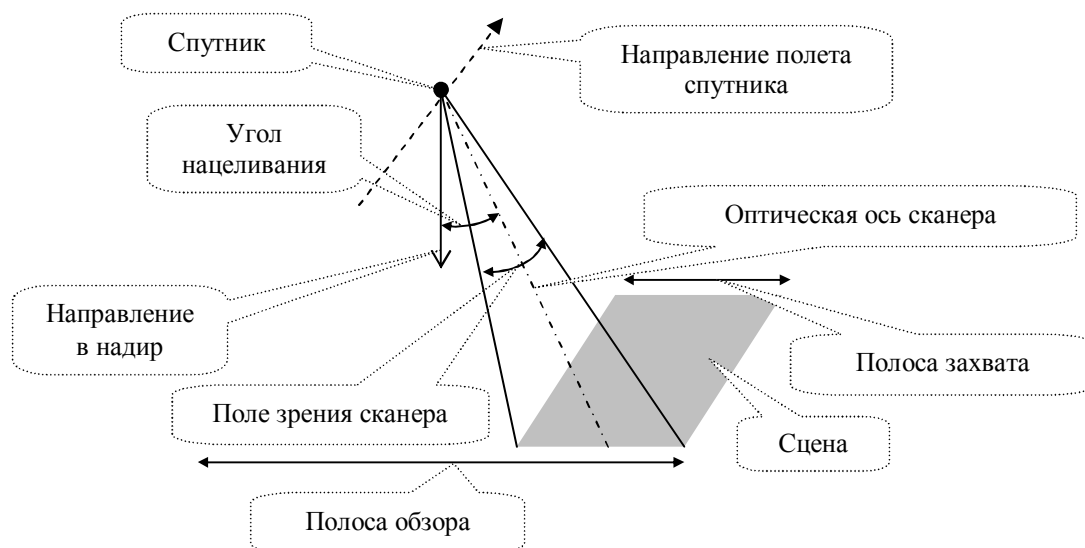 Спутник
Направление полета
спутника
Угол
нацеливания
Оптическая ось сканера
Направление
в надир
Полоса захвата
Поле зрения сканера
Сцена
Полоса обзора